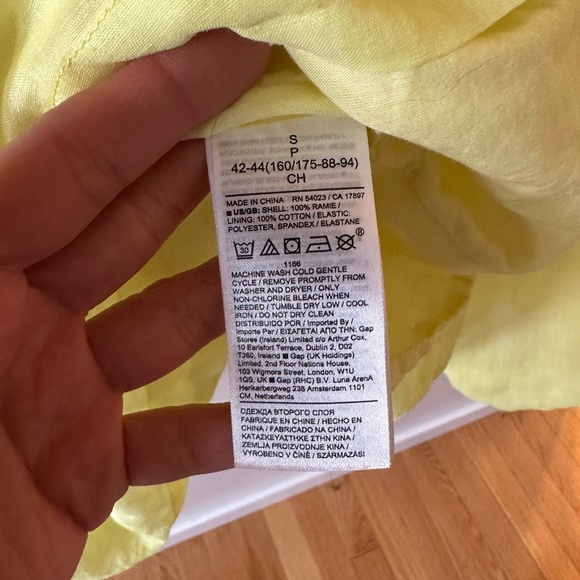 S
P
42-44(160/175-88-94)
CH
MADE IN CHINA RN 54023 / CA 17897
US/GB: SHELL: 100% RAMIE /
LINING: 100% COTTON / ELASTIC:
POLYESTER, SPANDEX / ELASTANE
30 ®
1166
MACHINE WASH COLD GENTLE
CYCLE / REMOVE PROMPTLY FROM
WASHER AND DRYER / ONLY
NON-CHLORINE BLEACH WHEN
NEEDED / TUMBLE DRY LOW / COOL
IRON / DO NOT DRY CLEAN
DISTRIBUIDO POR / Imported By /
Importe Par / ΕΙΣΑΓΕΤΑΙ ΑΠΟ ΤΗΝ: Gap
Stores (Ireland) Limited c/o Arthur Cox,
10 Earlsfort Terrace, Dublin 2, D02
T380, Ireland Gap (UK Holdings)
Limited, 2nd Floor Nations House,
103 Wigmore Street, London, W1U
1QS, UK Gap (RHC) B.V. Luna ArenA
Herikerbergweg 238 Amsterdam 1101
CM, Netherlands
ОДЕЖДА ВТОРОГО СЛОЯ
FABRIQUE EN CHINE / HECHO EN
CHINA / FABRICADO NA CHINA /
ΚΑΤΑΣΚΕΥΑΣΤΗΚΕ ΣΤΗΝ ΚΙΝΑ /
ЗЕМЛЯ ПРОИЗВОДНЈЕ КИНА /
VYROBENO V ČÍNĚ / SZÁRMAZÁSI